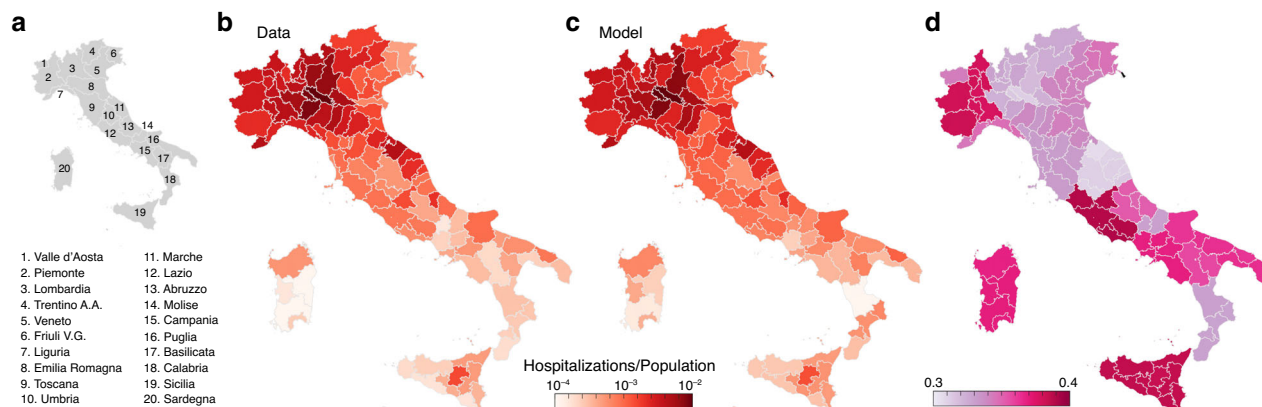 a
b
c
d
Data
Model
1
2
3
4
5
6
7
8
9
10
11
12
13
14
15
16
17
18
19
20
1. Valle d'Aosta
2. Piemonte
3. Lombardia
4. Trentino A.A.
5. Veneto
6. Friuli V.G.
7. Liguria
8. Emilia Romagna
9. Toscana
10. Umbria
11. Marche
12. Lazio
13. Abruzzo
14. Molise
15. Campania
16. Puglia
17. Basilicata
18. Calabria
19. Sicilia
20. Sardegna
Hospitalizations/Population
10⁻⁴ 10⁻³ 10⁻²
0.3 0.4